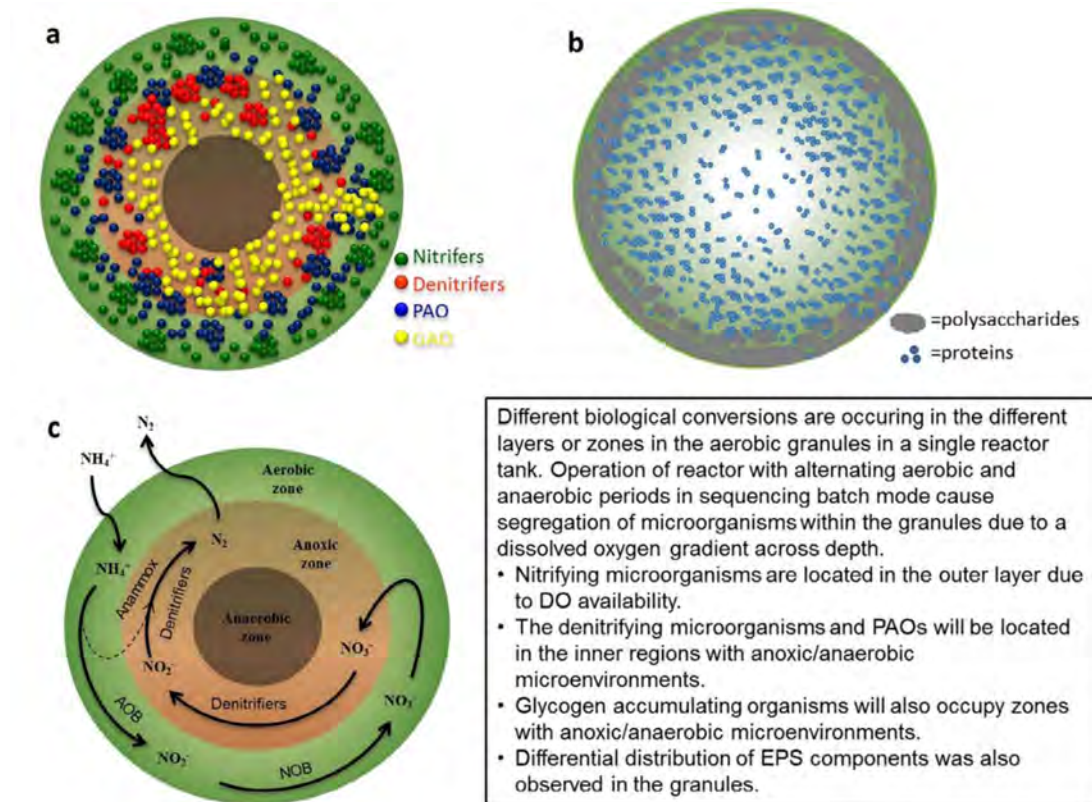 a
Nitrifers
Denitrifers
PAO
GAO
b
=polysaccharides
=proteins
c
N₂
NH₄⁺
Aerobic
zone
N₂
Anoxic
zone
NH₄⁺
Anammox
Denitrifiers
Anaerobic
zone
NO₂⁻
NO₃⁻
Denitrifiers
NO₃⁻
AOB
NO₂⁻
NOB
Different biological conversions are occuring in the different
layers or zones in the aerobic granules in a single reactor
tank. Operation of reactor with alternating aerobic and
anaerobic periods in sequencing batch mode cause
segregation of microorganisms within the granules due to a
dissolved oxygen gradient across depth.
• Nitrifying microorganisms are located in the outer layer due
to DO availability.
• The denitrifying microorganisms and PAOs will be located
in the inner regions with anoxic/anaerobic
microenvironments.
• Glycogen accumulating organisms will also occupy zones
with anoxic/anaerobic microenvironments.
• Differential distribution of EPS components was also
observed in the granules.